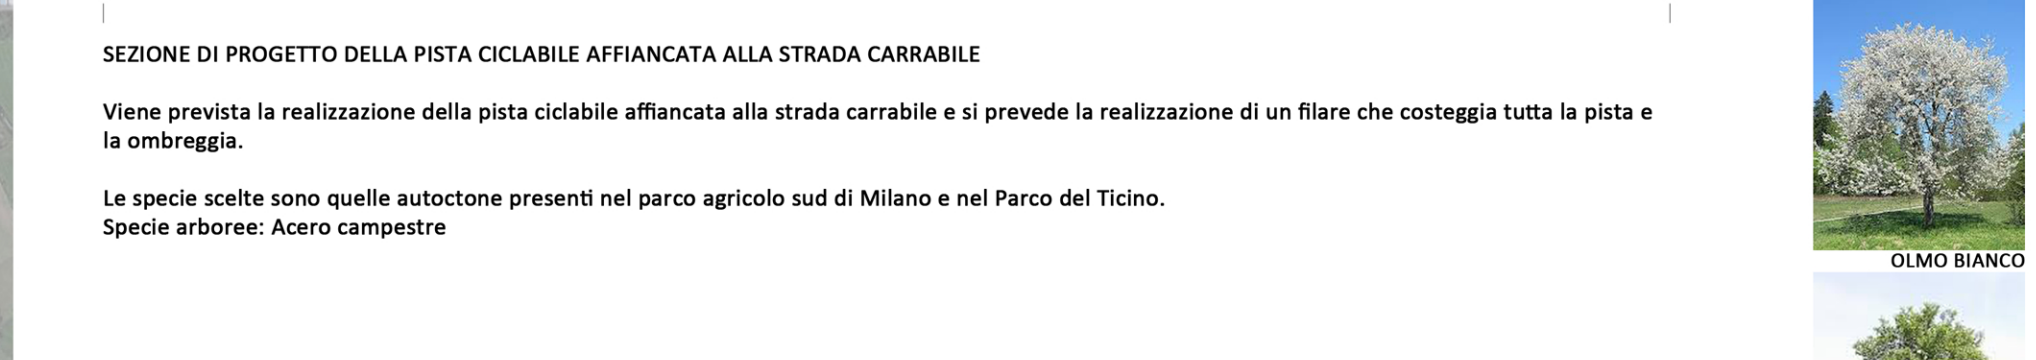 SEZIONE DI PROGETTO DELLA PISTA CICLABILE AFFIANCATA ALLA STRADA CARRABILE
Viene prevista la realizzazione della pista ciclabile affiancata alla strada carrabile e si prevede la realizzazione di un filare che costeggia tutta la pista e
la ombreggia.
Le specie scelte sono quelle autoctone presenti nel parco agricolo sud di Milano e nel Parco del Ticino.
Specie arboree: Acero campestre
OLMO BIANCO